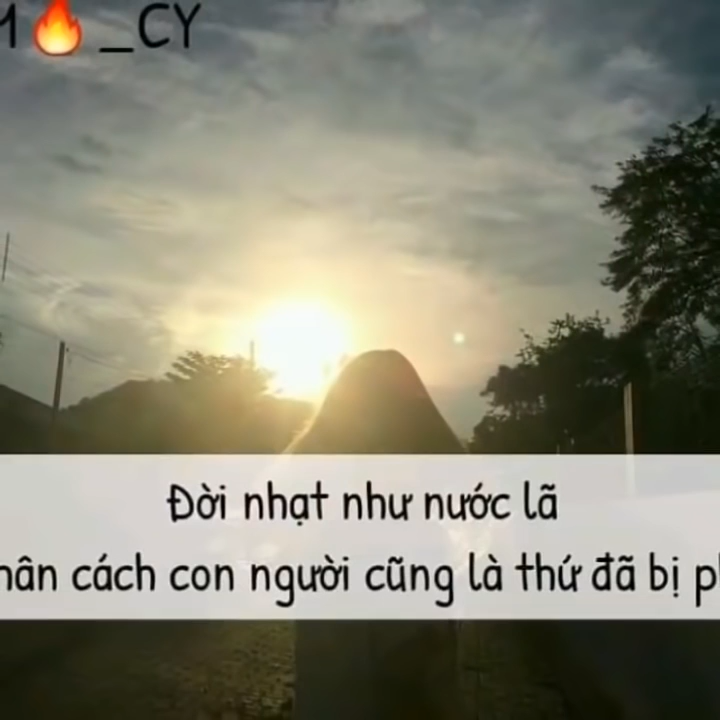 🔥_CY
Đời nhạt như nước lã
cách con người cũng là thứ đã bị